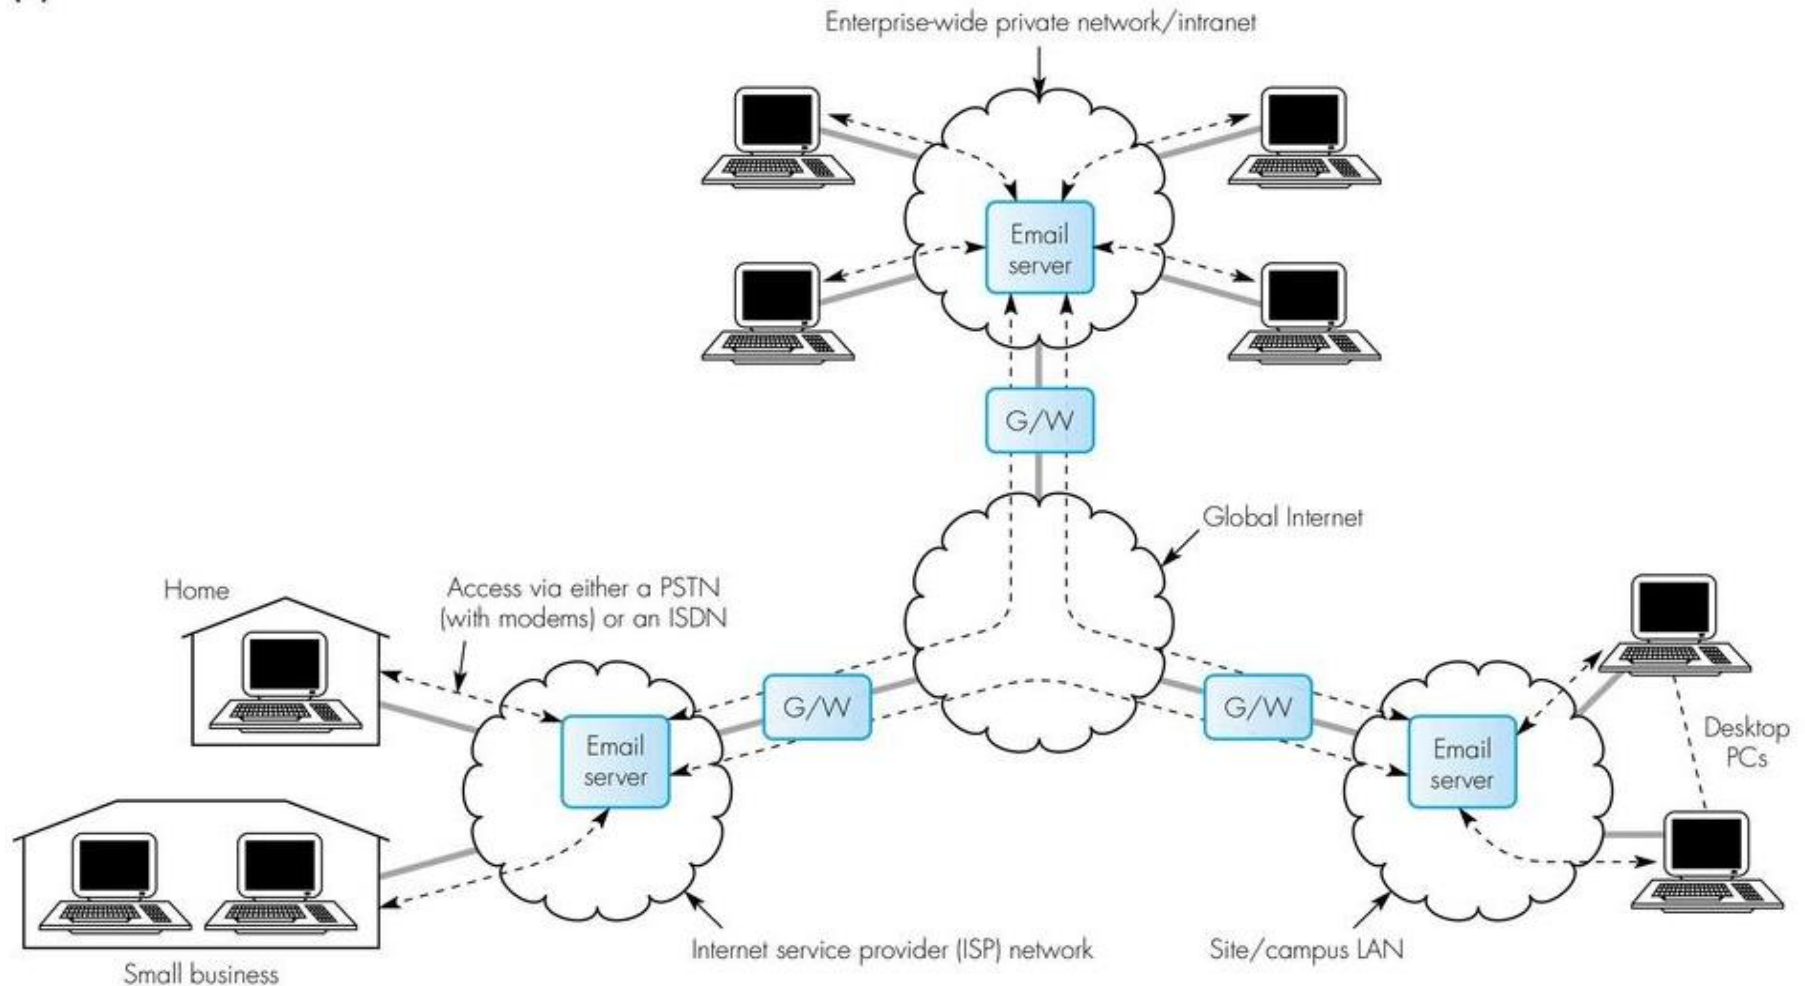 Enterprise-wide private network/intranet
Email
server
G/W
Global Internet
Home
Access via either a PSTN
(with modems) or an ISDN
G/W
G/W
Email
server
Email
server
Desktop
PCs
Internet service provider (ISP) network
Site/campus LAN
Small business